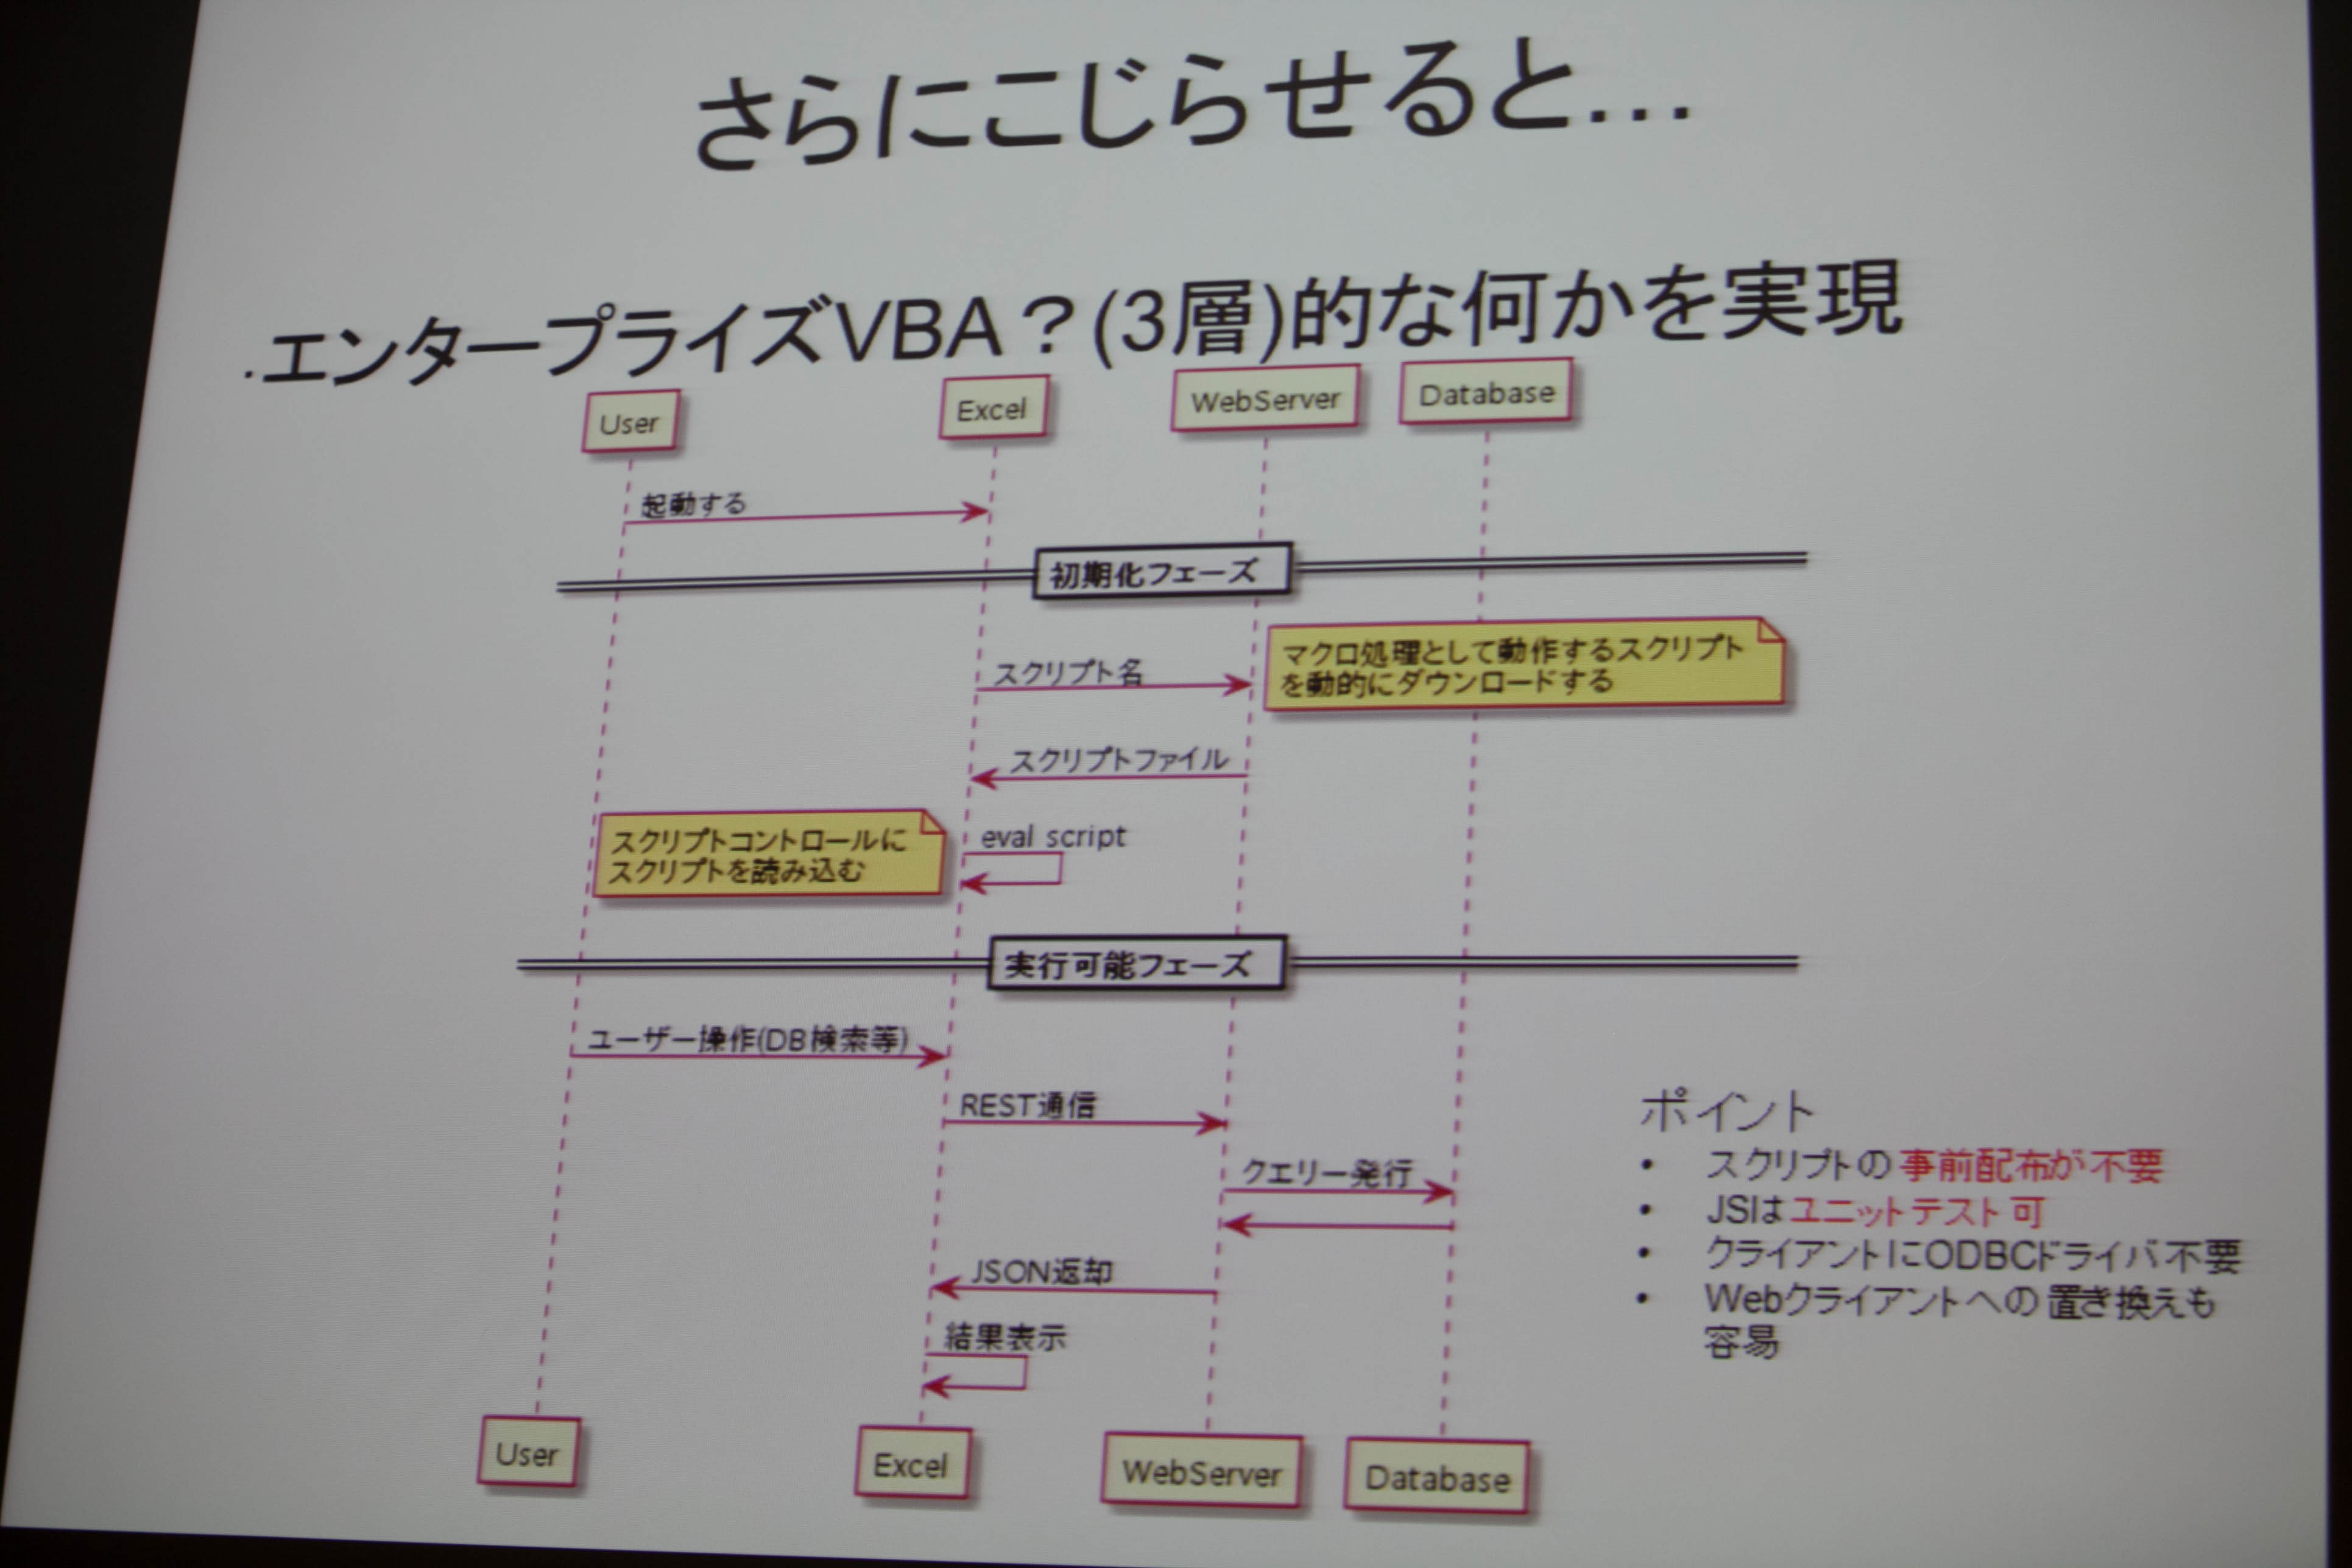 さらにこじらせると…
.エンタープライズVBA？(3層)的な何かを実現
User
Excel
WebServer
Database
起動する
初期化フェーズ
スクリプト名
マクロ処理として動作するスクリプト
を動的にダウンロードする
スクリプトファイル
スクリプトコントロールに
スクリプトを読み込む
eval script
実行可能フェーズ
ユーザー操作(DB検索等)
REST通信
クエリー発行
JSON返却
結果表示
User
Excel
WebServer
Database
ポイント
• スクリプトの事前配布が不要
• JSはユニットテスト可
• クライアントにODBCドライバ不要
• Webクライアントへの置き換えも
容易